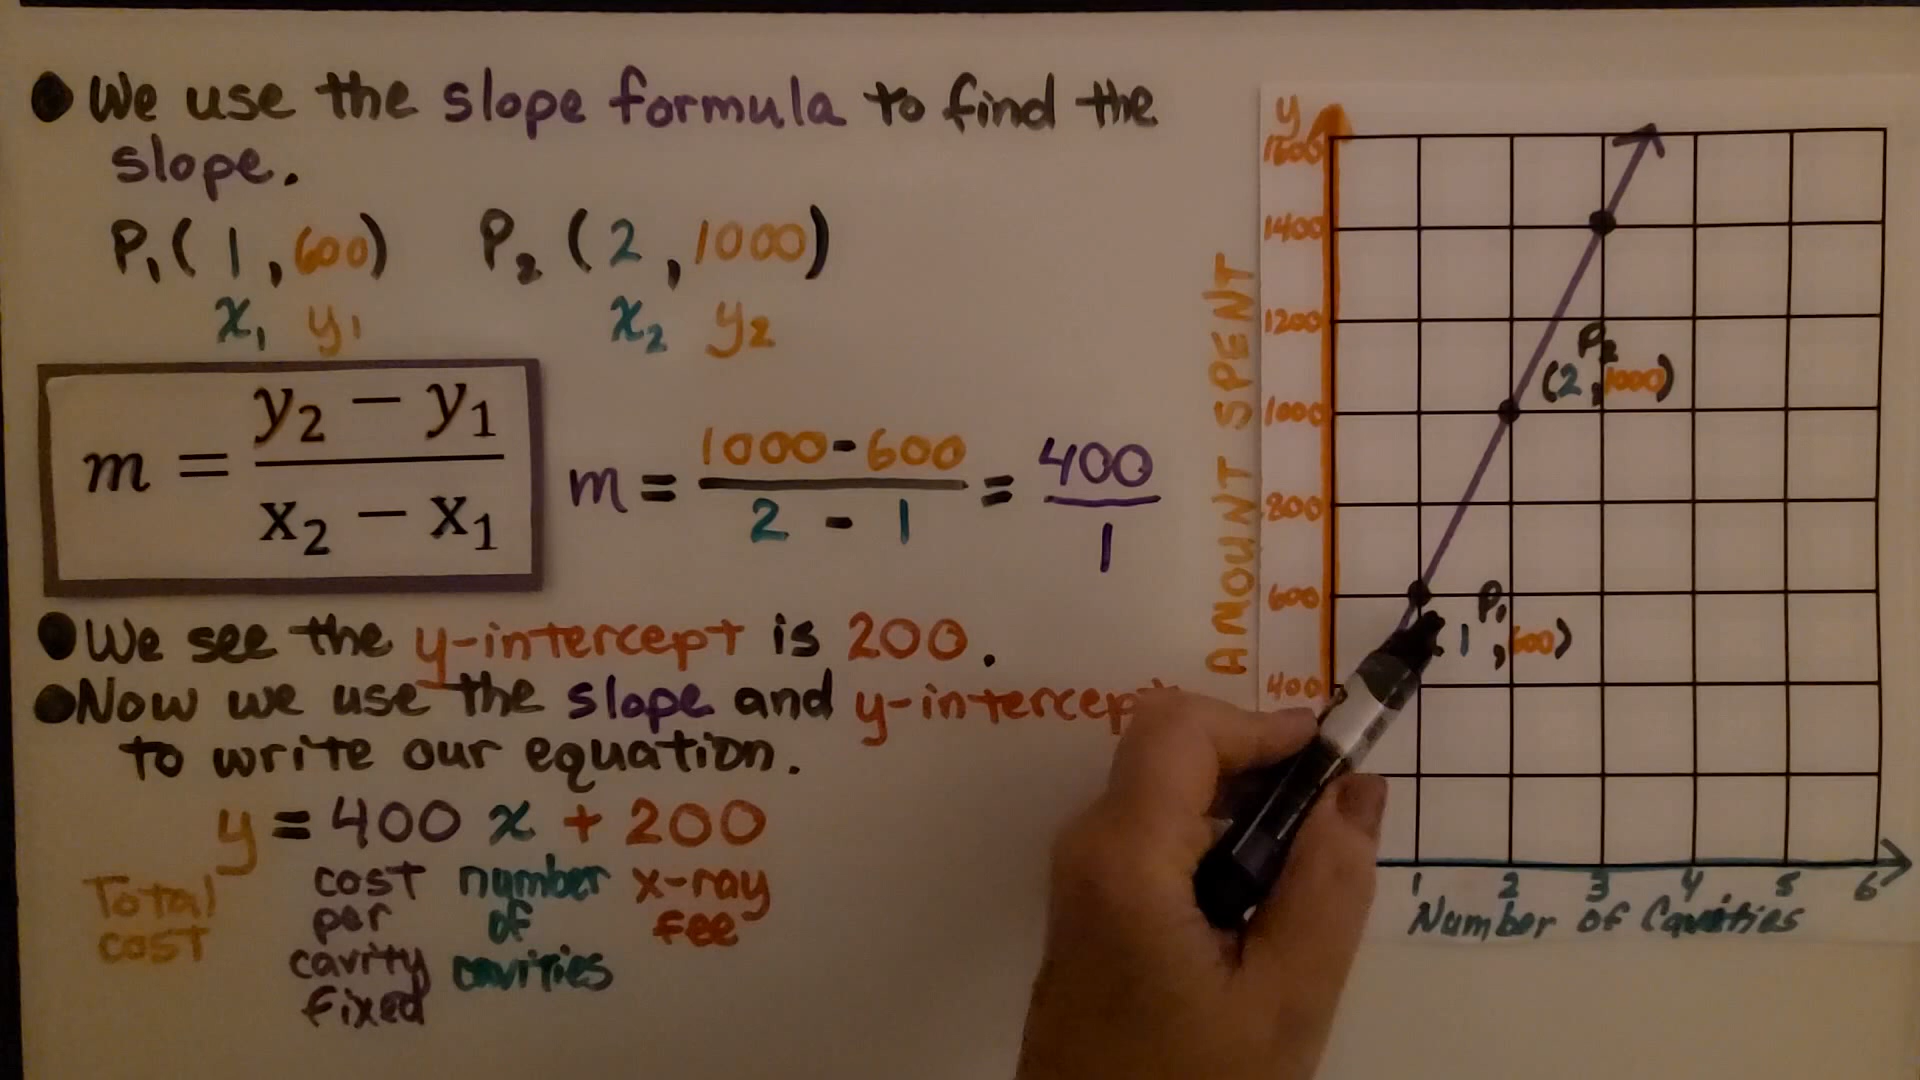 We use the slope formula to find the
slope.
P₁ (1, 600) P₂ (2, 1000)
x₁ y₁ x₂ y₂
m = (y₂ − y₁) / (x₂ − x₁)
m = (1000 - 600) / (2 - 1) = 400 / 1
We see the y-intercept is 200.
Now we use the slope and y-intercept
to write our equation.
y = 400 x + 200
Total cost
cost per cavity fixed
number of cavities
x-ray fee
y
1600
1400
1200
1000
800
600
400
AMOUNT SPENT
P₂
(2, 1000)
P₁
(1, 600)
1 2 3 4 5 6
Number of Cavities